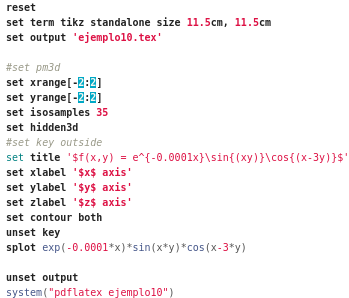 reset
set term tikz standalone size 11.5cm, 11.5cm
set output 'ejemplo10.tex'
#set pm3d
set xrange[-2:2]
set yrange[-2:2]
set isosamples 35
set hidden3d
#set key outside
set title '$f(x,y) = e^{-0.0001x}\sin{(xy)}\cos{(x-3y)}$'
set xlabel '$x$ axis'
set ylabel '$y$ axis'
set zlabel '$z$ axis'
set contour both
unset key
splot exp(-0.0001*x)*sin(x*y)*cos(x-3*y)
unset output
system("pdflatex ejemplo10")